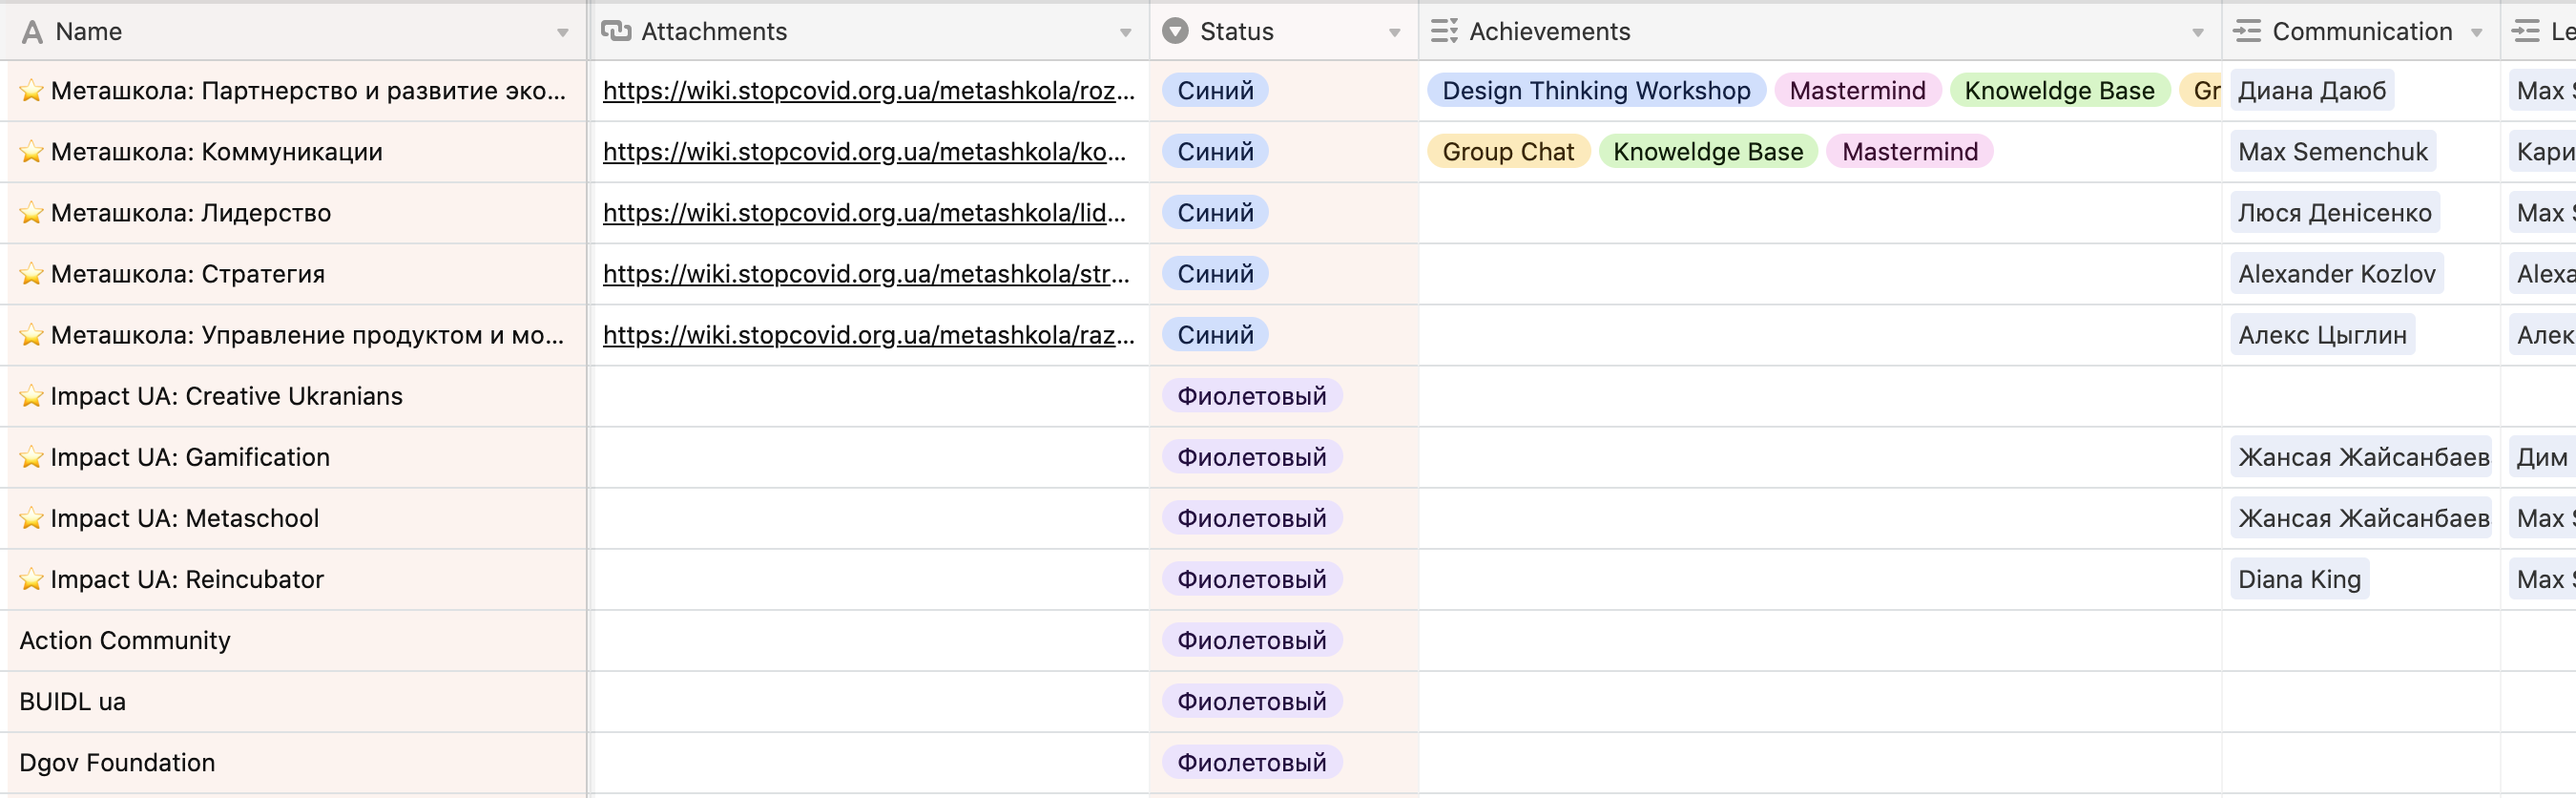 Name Attachments Status Achievements Communication Le
⭐ Меташкола: Партнерство и развитие эко... https://wiki.stopcovid.org.ua/metashkola/roz... Синий Design Thinking Workshop Mastermind Knoweldge Base Gr Диана Даюб Max S
⭐ Меташкола: Коммуникации https://wiki.stopcovid.org.ua/metashkola/ko... Синий Group Chat Knoweldge Base Mastermind Max Semenchuk Кари
⭐ Меташкола: Лидерство https://wiki.stopcovid.org.ua/metashkola/lid... Синий Люся Денісенко Max S
⭐ Меташкола: Стратегия https://wiki.stopcovid.org.ua/metashkola/str... Синий Alexander Kozlov Alexa
⭐ Меташкола: Управление продуктом и мо... https://wiki.stopcovid.org.ua/metashkola/raz... Синий Алекс Цыглин Алек
⭐ Impact UA: Creative Ukranians Фиолетовый
⭐ Impact UA: Gamification Фиолетовый Жансая Жайсанбаев Дим
⭐ Impact UA: Metaschool Фиолетовый Жансая Жайсанбаев Max S
⭐ Impact UA: Reincubator Фиолетовый Diana King Max S
Action Community Фиолетовый
BUIDL ua Фиолетовый
Dgov Foundation Фиолетовый